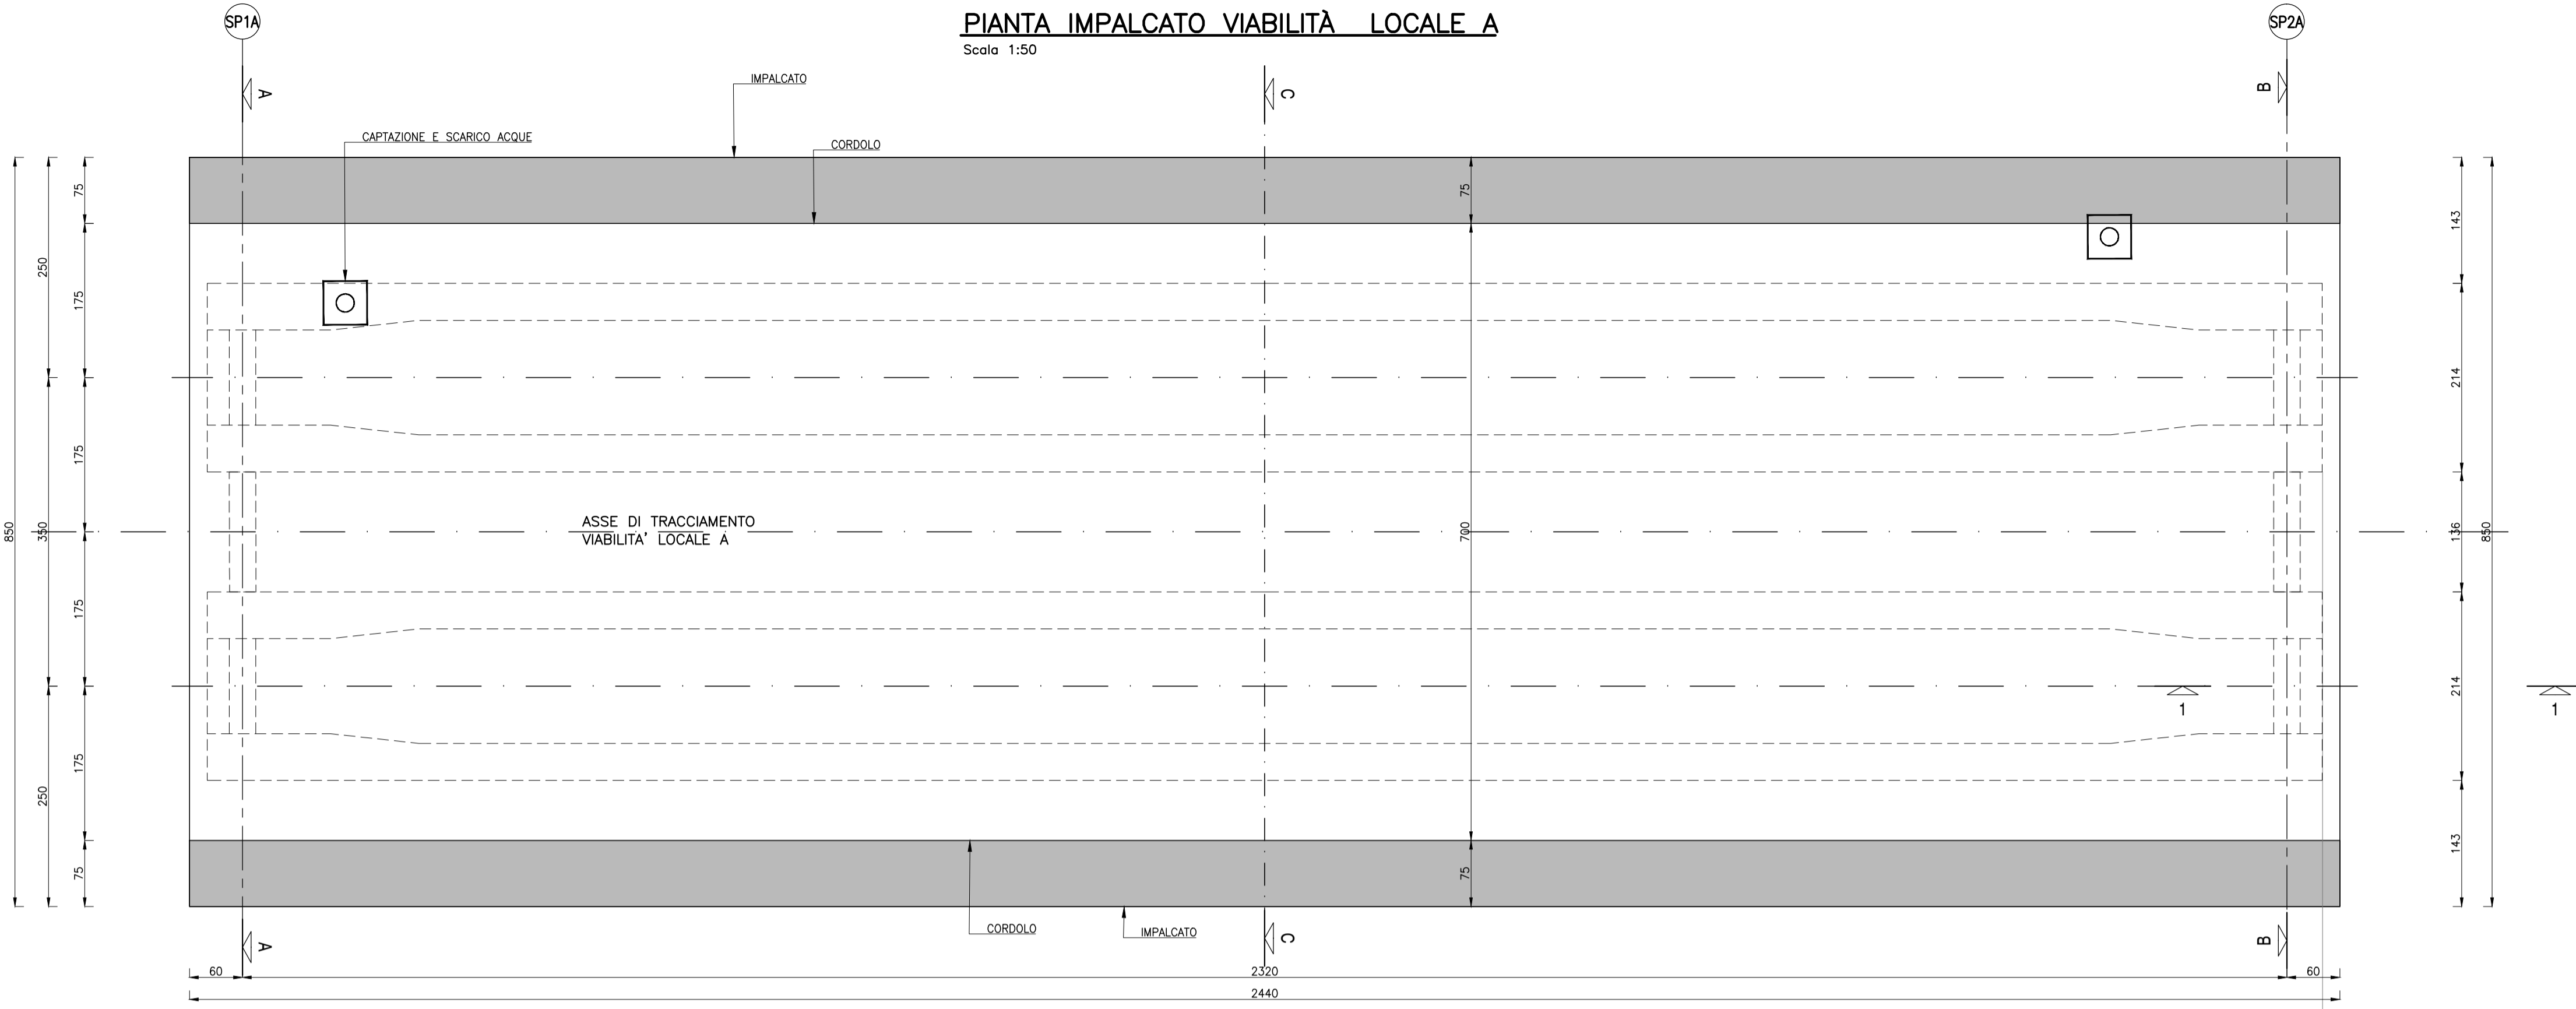 PIANTA IMPALCATO VIABILITÀ LOCALE A
Scala 1:50
SP1A
SP2A
A
C
B
IMPALCATO
CAPTAZIONE E SCARICO ACQUE
CORDOLO
75
75
143
250
175
214
175
ASSE DI TRACCIAMENTO
VIABILITA' LOCALE A
850
350
700
136
850
175
214
1
1
175
250
75
75
143
CORDOLO
IMPALCATO
A
C
B
60
2320
60
2440